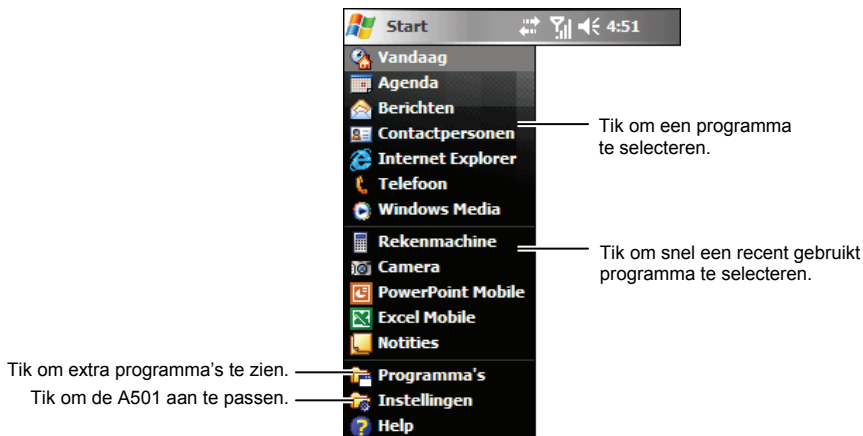 Start 4:51
Vandaag
Agenda
Berichten
Contactpersonen
Internet Explorer
Telefoon
Windows Media
Tik om een programma
te selecteren.
Rekenmachine
Camera
PowerPoint Mobile
Excel Mobile
Notities
Tik om snel een recent gebruikt
programma te selecteren.
Tik om extra programma’s te zien.
Programma's
Tik om de A501 aan te passen.
Instellingen
Help